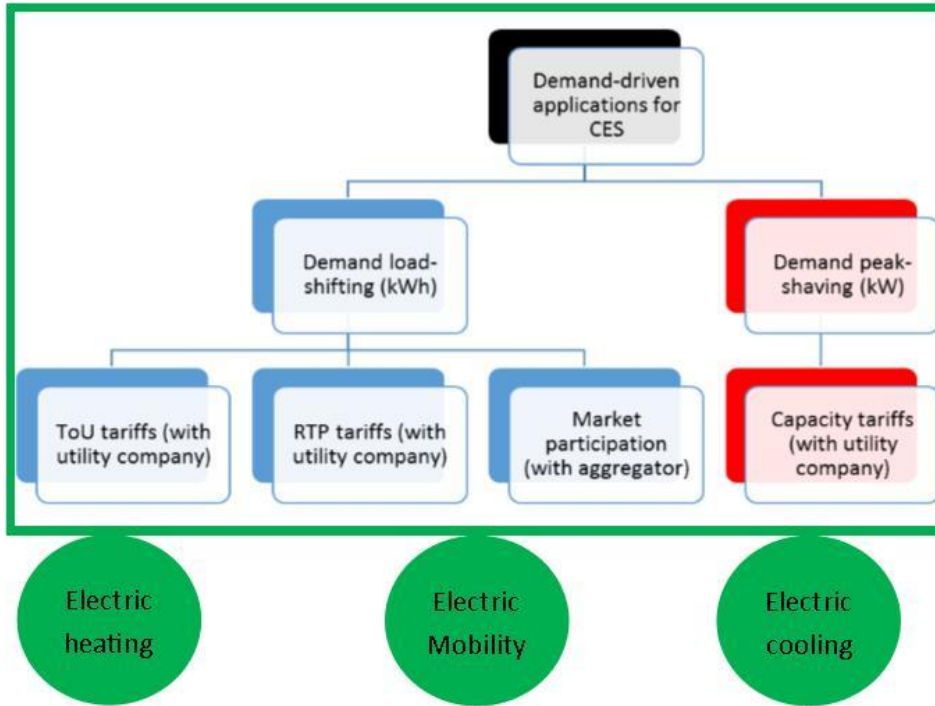 Demand-driven
applications for
CES
Demand load-
shifting (kWh)
Demand peak-
shaving (kW)
ToU tariffs (with
utility company)
RTP tariffs (with
utility company)
Market
participation
(with aggregator)
Capacity tariffs
(with utility
company)
Electric
heating
Electric
Mobility
Electric
cooling